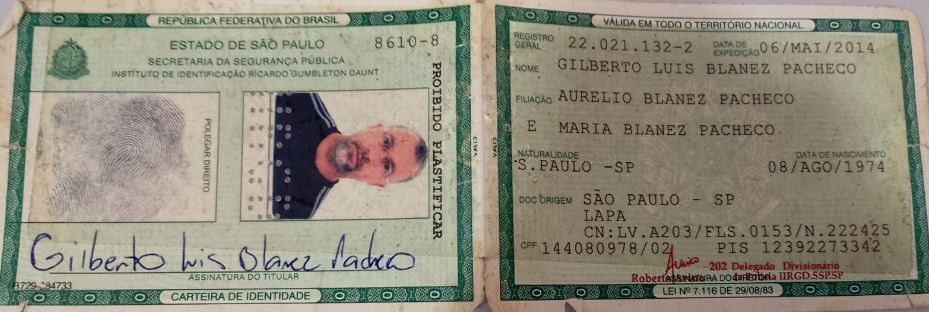 REPÚBLICA FEDERATIVA DO BRASIL
ESTADO DE SÃO PAULO
8610-8
SECRETARIA DA SEGURANÇA PÚBLICA
INSTITUTO DE IDENTIFICAÇÃO RICARDO GUMBLETON DAUNT
POLEGAR DIREITO
PROIBIDO PLASTIFICAR
Gilberto Luis Blanez Pacheco
ASSINATURA DO TITULAR
CARTEIRA DE IDENTIDADE
VÁLIDA EM TODO O TERRITÓRIO NACIONAL
REGISTRO GERAL 22.021.132-2 DATA DE EXPEDIÇÃO 06/MAI/2014
NOME GILBERTO LUIS BLANEZ PACHECO
FILIAÇÃO AURELIO BLANEZ PACHECO
E MARIA BLANEZ PACHECO
NATURALIDADE DATA DE NASCIMENTO
S.PAULO -SP 08/AGO/1974
DOC ORIGEM SÃO PAULO - SP
LAPA
CN:LV.A203/FLS.0153/N.222425
CPF 144080978/02 PIS 12392273342
202 Delegado Divisionário
IIRGD.SSP.SP
LEI Nº 7.116 DE 29/08/83